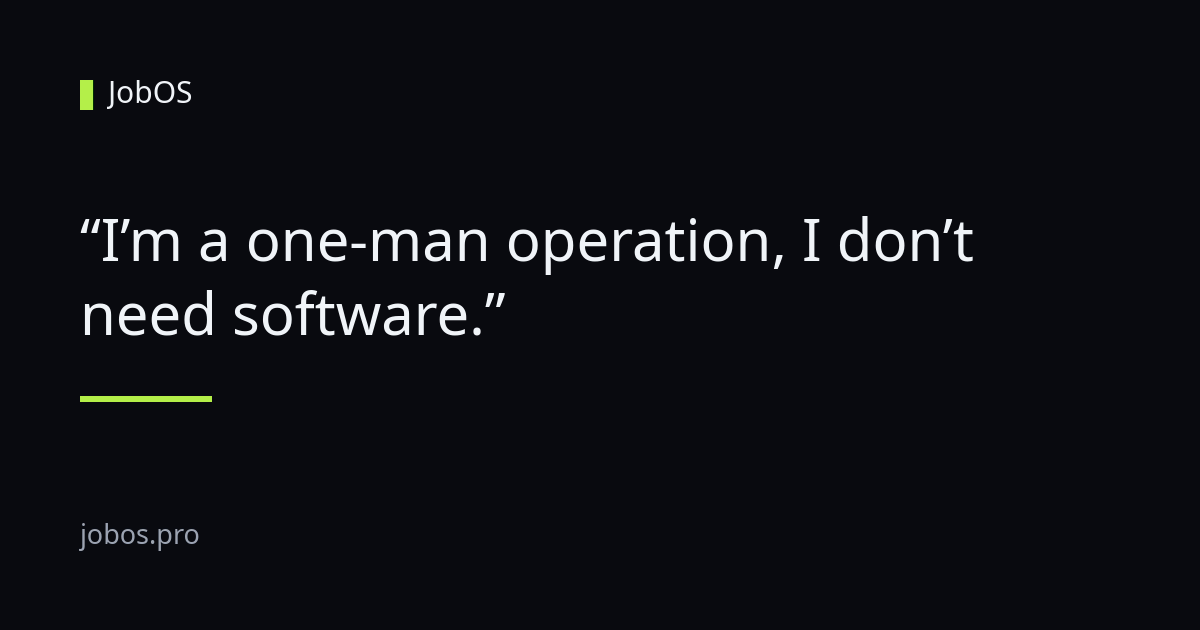 JobOS
“I’m a one-man operation, I don’t
need software.”
jobos.pro